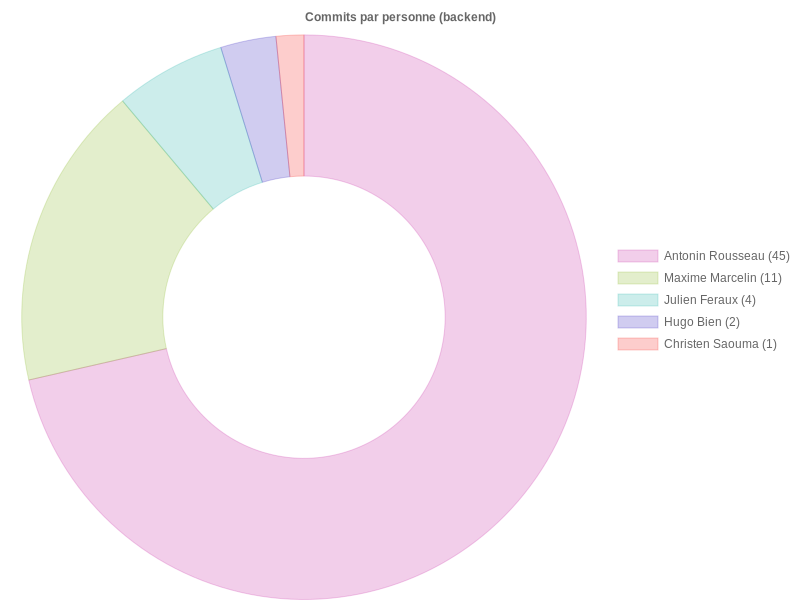 Commits par personne (backend)
Antonin Rousseau (45)
Maxime Marcelin (11)
Julien Feraux (4)
Hugo Bien (2)
Christen Saouma (1)